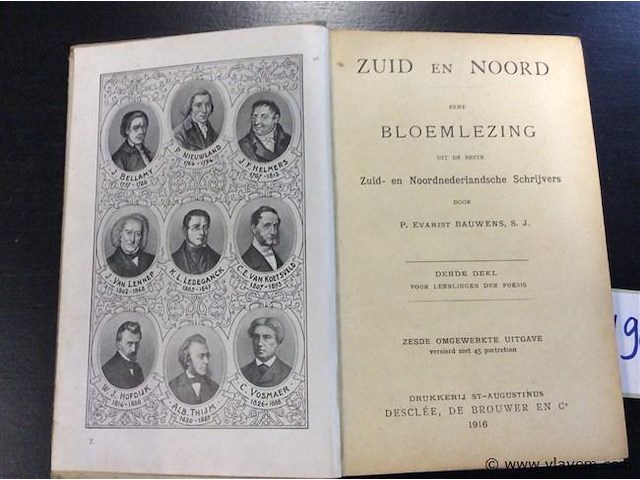 J. BELLAMY
1757-1786
P. NIEUWLAND
1764-1794
J. F. HELMERS
1767-1813
J. VAN LENNEP
1802-1868
K. L. LEDEGANCK
1805-1847
C. E. VAN KOETSVELD
1807-1893
W. J. HOFDIJK
1816-1888
ALB. THIJM
1820-1889
C. VOSMAER
1826-1888
ZUID EN NOORD
EENE
BLOEMLEZING
UIT DE BESTE
Zuid- en Noordnederlandsche Schrijvers
DOOR
P. EVARIST BAUWENS, S. J.
DERDE DEEL
VOOR LEERLINGEN DER POESIS
ZESDE OMGEWERKTE UITGAVE
versierd met 45 portretten
DRUKKERIJ ST-AUGUSTINUS
DESCLÉE, DE BROUWER EN Cie
1916
© www.vlavem.com